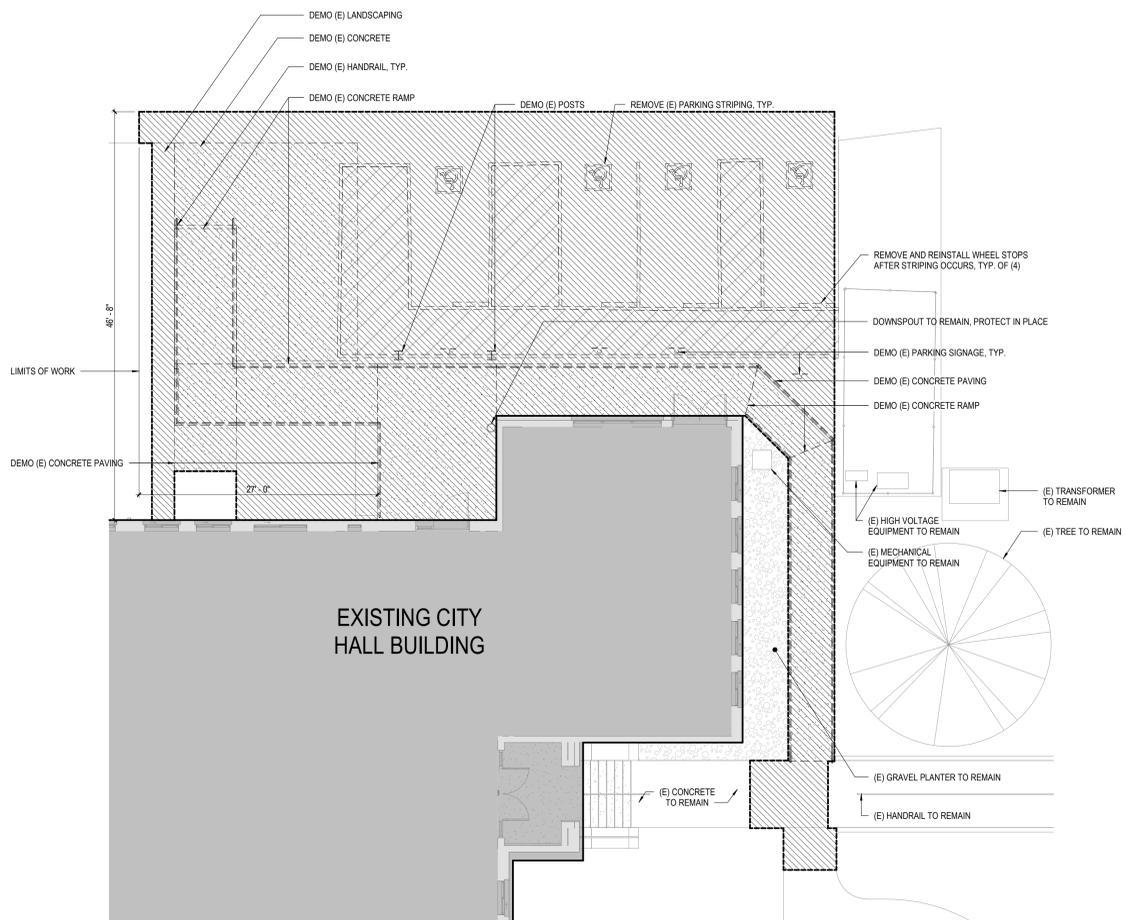 DEMO (E) LANDSCAPING
DEMO (E) CONCRETE
DEMO (E) HANDRAIL, TYP.
DEMO (E) CONCRETE RAMP
DEMO (E) POSTS
REMOVE (E) PARKING STRIPING, TYP.
REMOVE AND REINSTALL WHEEL STOPS
AFTER STRIPING OCCURS, TYP. OF (4)
46' - 8"
DOWNSPOUT TO REMAIN, PROTECT IN PLACE
DEMO (E) PARKING SIGNAGE, TYP.
LIMITS OF WORK
DEMO (E) CONCRETE PAVING
DEMO (E) CONCRETE RAMP
DEMO (E) CONCRETE PAVING
27' - 0"
(E) TRANSFORMER
TO REMAIN
(E) HIGH VOLTAGE
EQUIPMENT TO REMAIN
(E) TREE TO REMAIN
(E) MECHANICAL
EQUIPMENT TO REMAIN
EXISTING CITY
HALL BUILDING
(E) GRAVEL PLANTER TO REMAIN
(E) CONCRETE
TO REMAIN
(E) HANDRAIL TO REMAIN